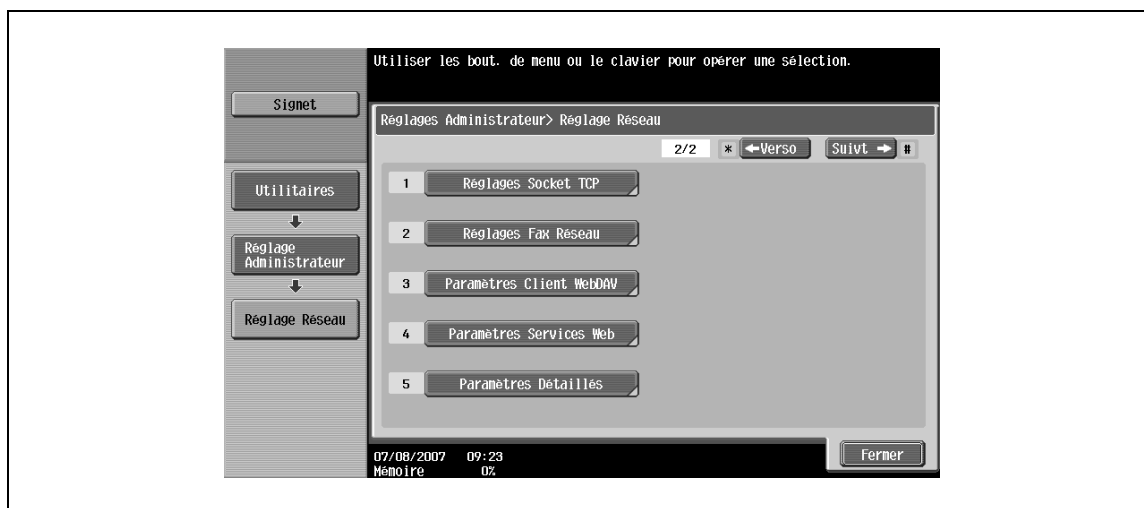 Utiliser les bout. de menu ou le clavier pour opérer une sélection.
Signet
Réglages Administrateur> Réglage Réseau
2/2 * ←Verso Suivt → #
Utilitaires
Réglage
Administrateur
Réglage Réseau
1 Réglages Socket TCP
2 Réglages Fax Réseau
3 Paramètres Client WebDAV
4 Paramètres Services Web
5 Paramètres Détaillés
07/08/2007 09:23
Mémoire 0%
Fermer